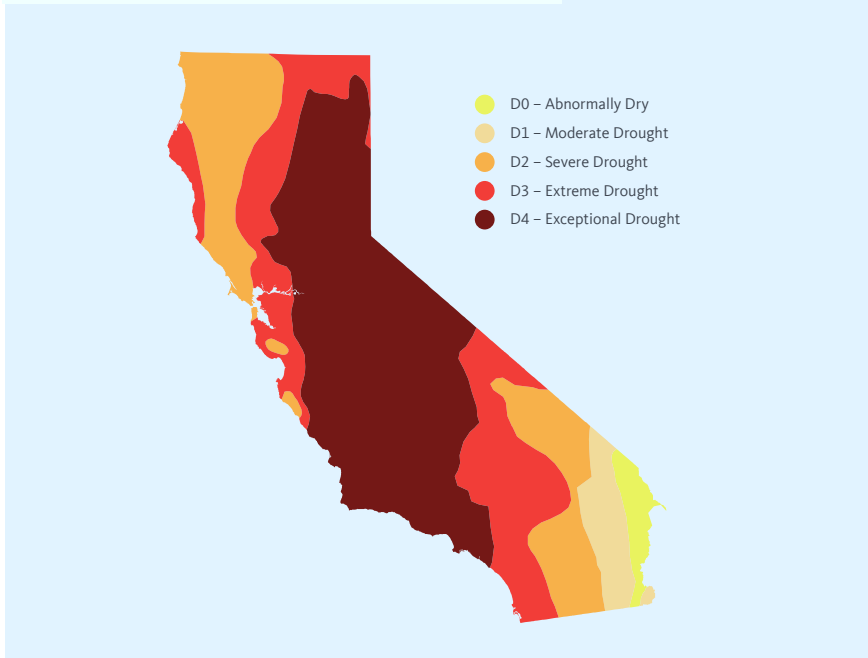 D0 – Abnormally Dry
D1 – Moderate Drought
D2 – Severe Drought
D3 – Extreme Drought
D4 – Exceptional Drought